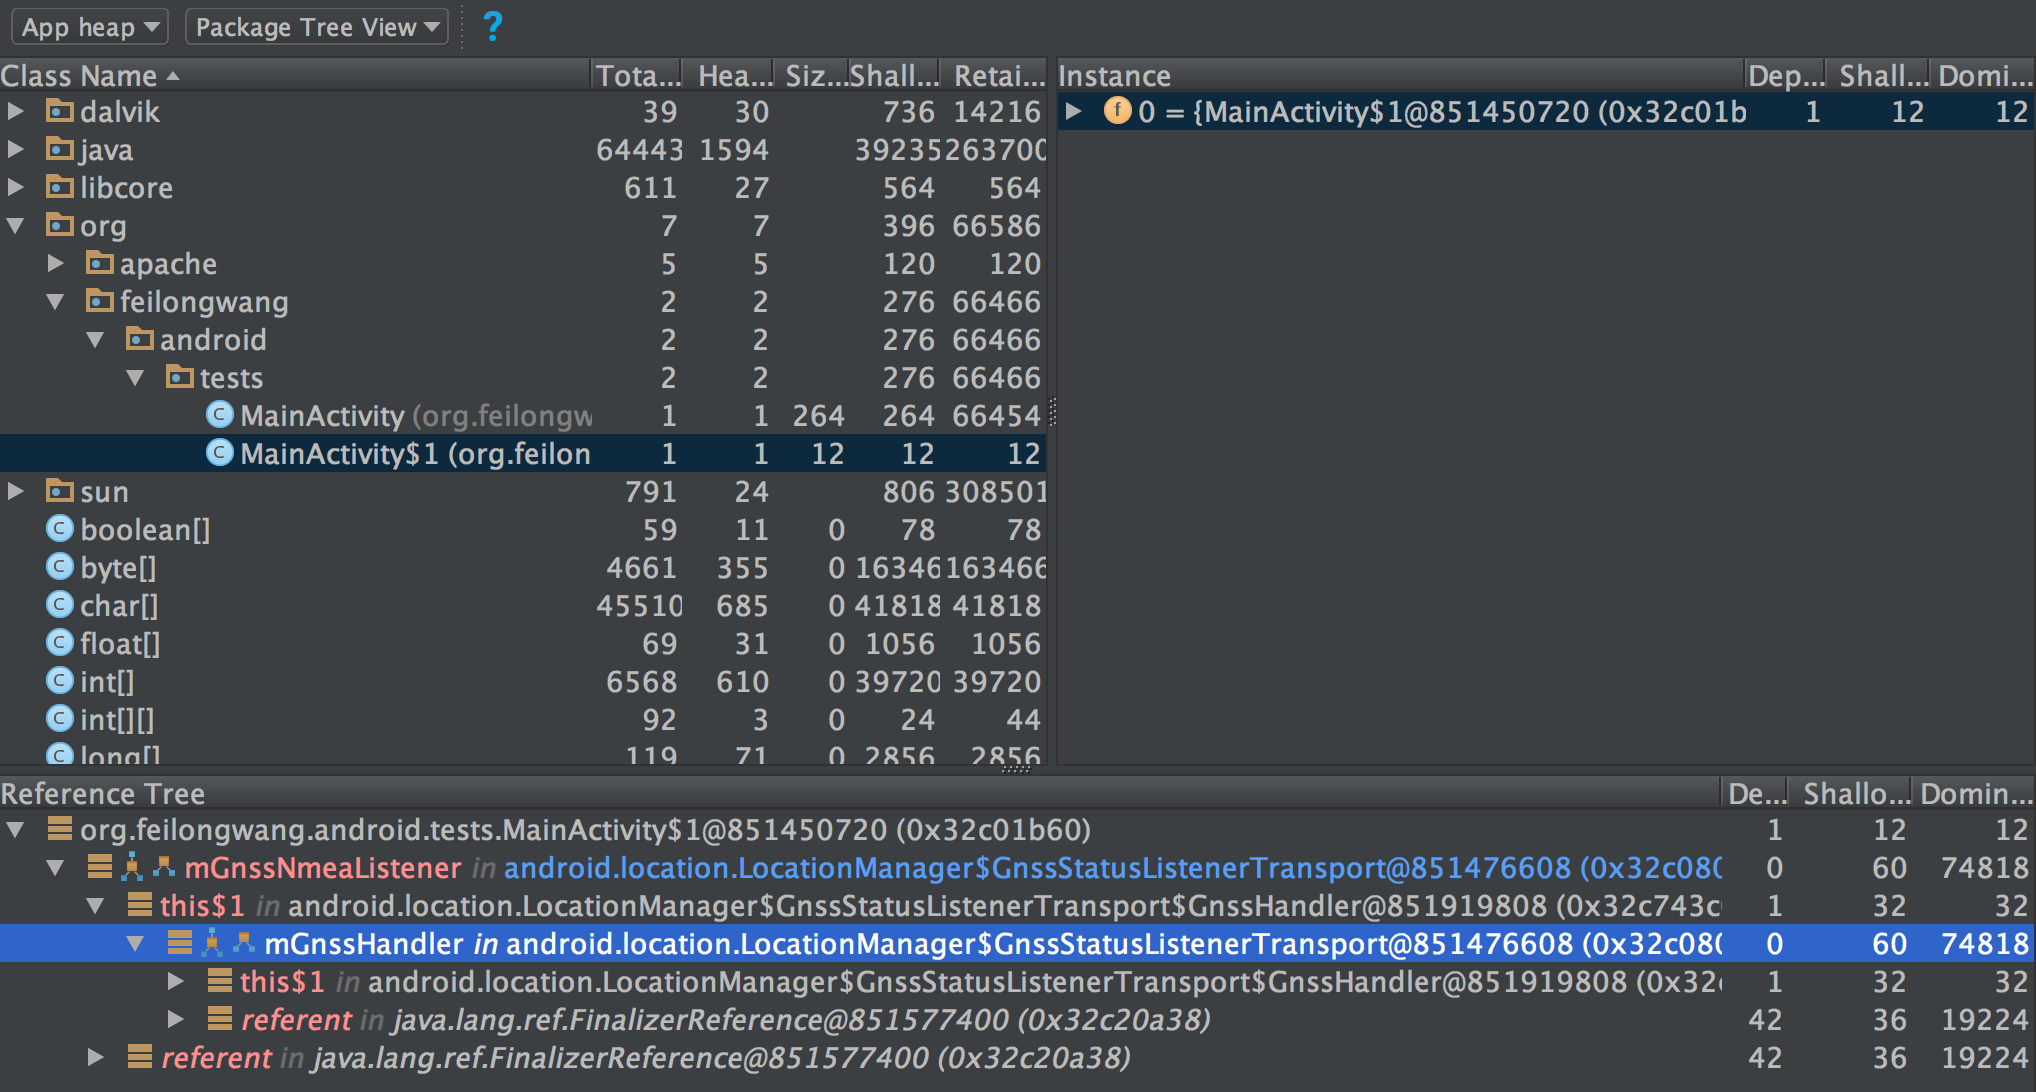 App heap Package Tree View ?
Class Name Tota... Hea... Siz... Shall... Retai...
dalvik 39 30 736 14216
java 64443 1594 39235 263700
libcore 611 27 564 564
org 7 7 396 66586
apache 5 5 120 120
feilongwang 2 2 276 66466
android 2 2 276 66466
tests 2 2 276 66466
C MainActivity (org.feilongw 1 1 264 264 66454
C MainActivity$1 (org.feilon 1 1 12 12 12
sun 791 24 806 308501
C boolean[] 59 11 0 78 78
C byte[] 4661 355 0 16346 163466
C char[] 45510 685 0 41818 41818
C float[] 69 31 0 1056 1056
C int[] 6568 610 0 39720 39720
C int[][] 92 3 0 24 44
C long[] 119 71 0 2856 2856
Instance Dep... Shall... Domi...
f 0 = {MainActivity$1@851450720 (0x32c01b 1 12 12
Reference Tree De... Shallo... Domin...
org.feilongwang.android.tests.MainActivity$1@851450720 (0x32c01b60) 1 12 12
mGnssNmeaListener in android.location.LocationManager$GnssStatusListenerTransport@851476608 (0x32c080 0 60 74818
this$1 in android.location.LocationManager$GnssStatusListenerTransport$GnssHandler@851919808 (0x32c743c 1 32 32
mGnssHandler in android.location.LocationManager$GnssStatusListenerTransport@851476608 (0x32c080 0 60 74818
this$1 in android.location.LocationManager$GnssStatusListenerTransport$GnssHandler@851919808 (0x32c 1 32 32
referent in java.lang.ref.FinalizerReference@851577400 (0x32c20a38) 42 36 19224
referent in java.lang.ref.FinalizerReference@851577400 (0x32c20a38) 42 36 19224